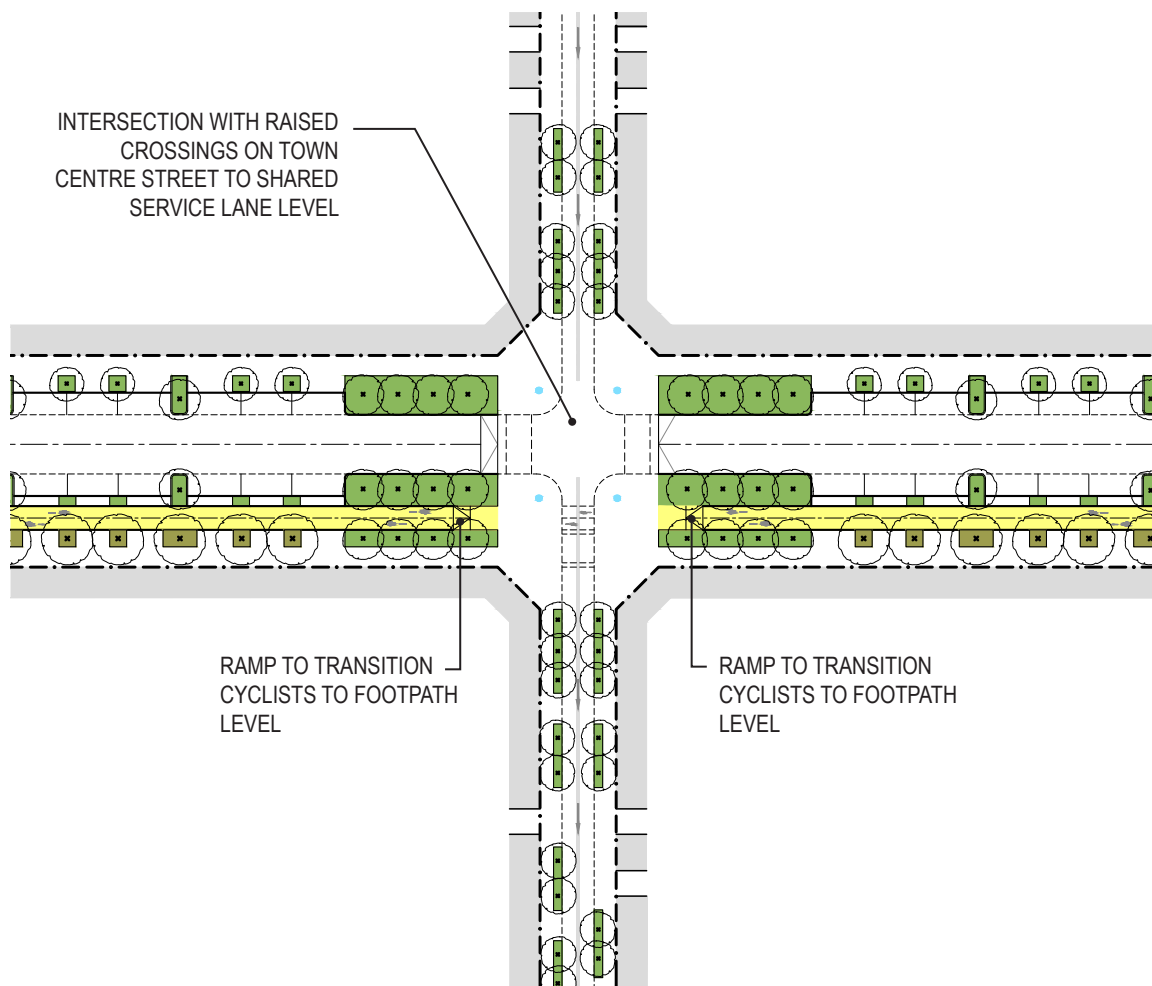 INTERSECTION WITH RAISED
CROSSINGS ON TOWN
CENTRE STREET TO SHARED
SERVICE LANE LEVEL
RAMP TO TRANSITION
CYCLISTS TO FOOTPATH
LEVEL
RAMP TO TRANSITION
CYCLISTS TO FOOTPATH
LEVEL